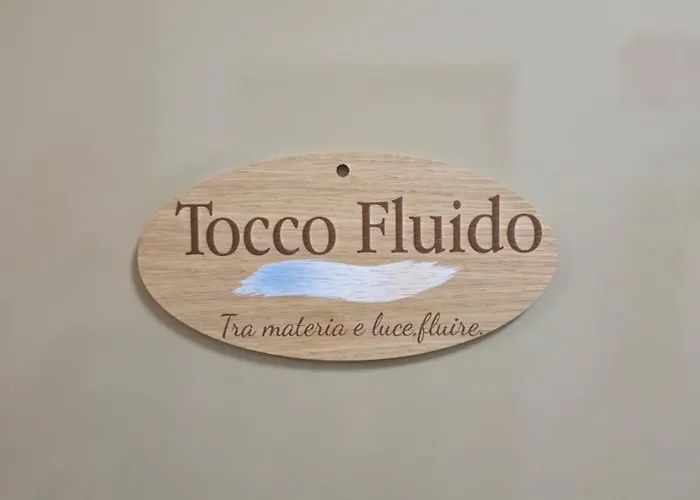 Tocco Fluido
Tra materia e luce,fluire.